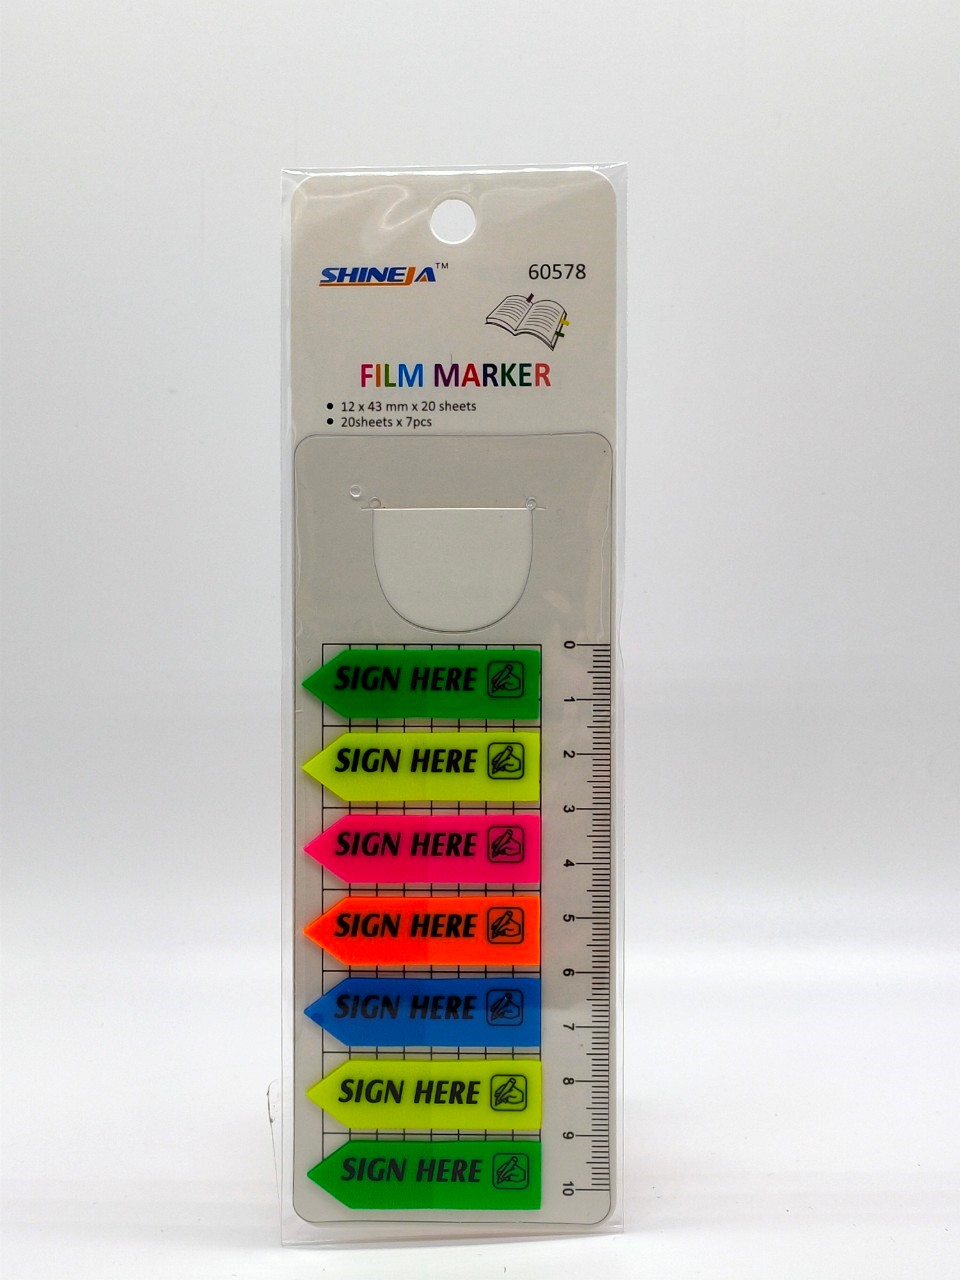 SHINEJA™
60578
FILM MARKER
● 12 x 43 mm x 20 sheets
● 20sheets x 7pcs
SIGN HERE
SIGN HERE
SIGN HERE
SIGN HERE
SIGN HERE
SIGN HERE
SIGN HERE
0
1
2
3
4
5
6
7
8
9
10